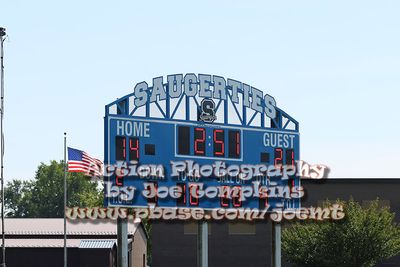 SAUGERTIES
HOME GUEST
14 2:51 21
Action Photography
by Joe Tompkins
www.pbase.com/joemt